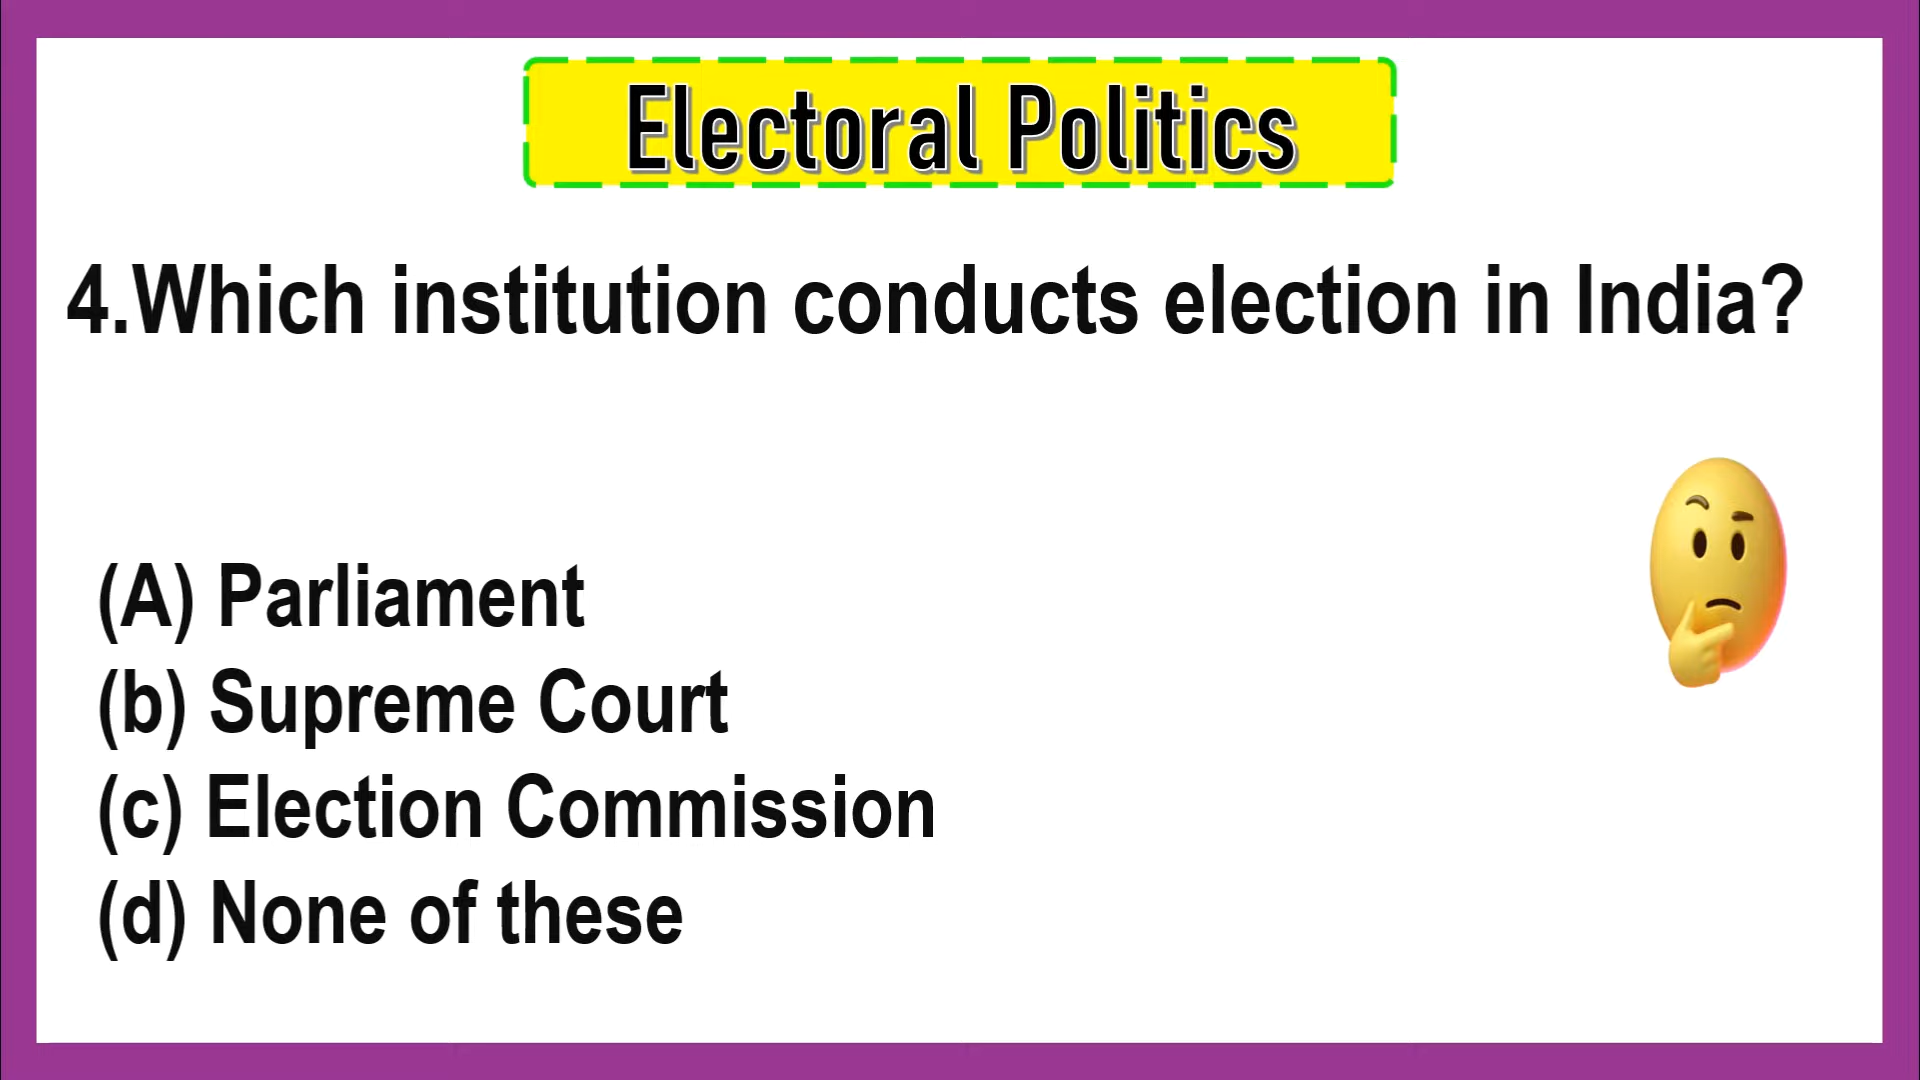 Electoral Politics
4.Which institution conducts election in India?
(A) Parliament
(b) Supreme Court
(c) Election Commission
(d) None of these